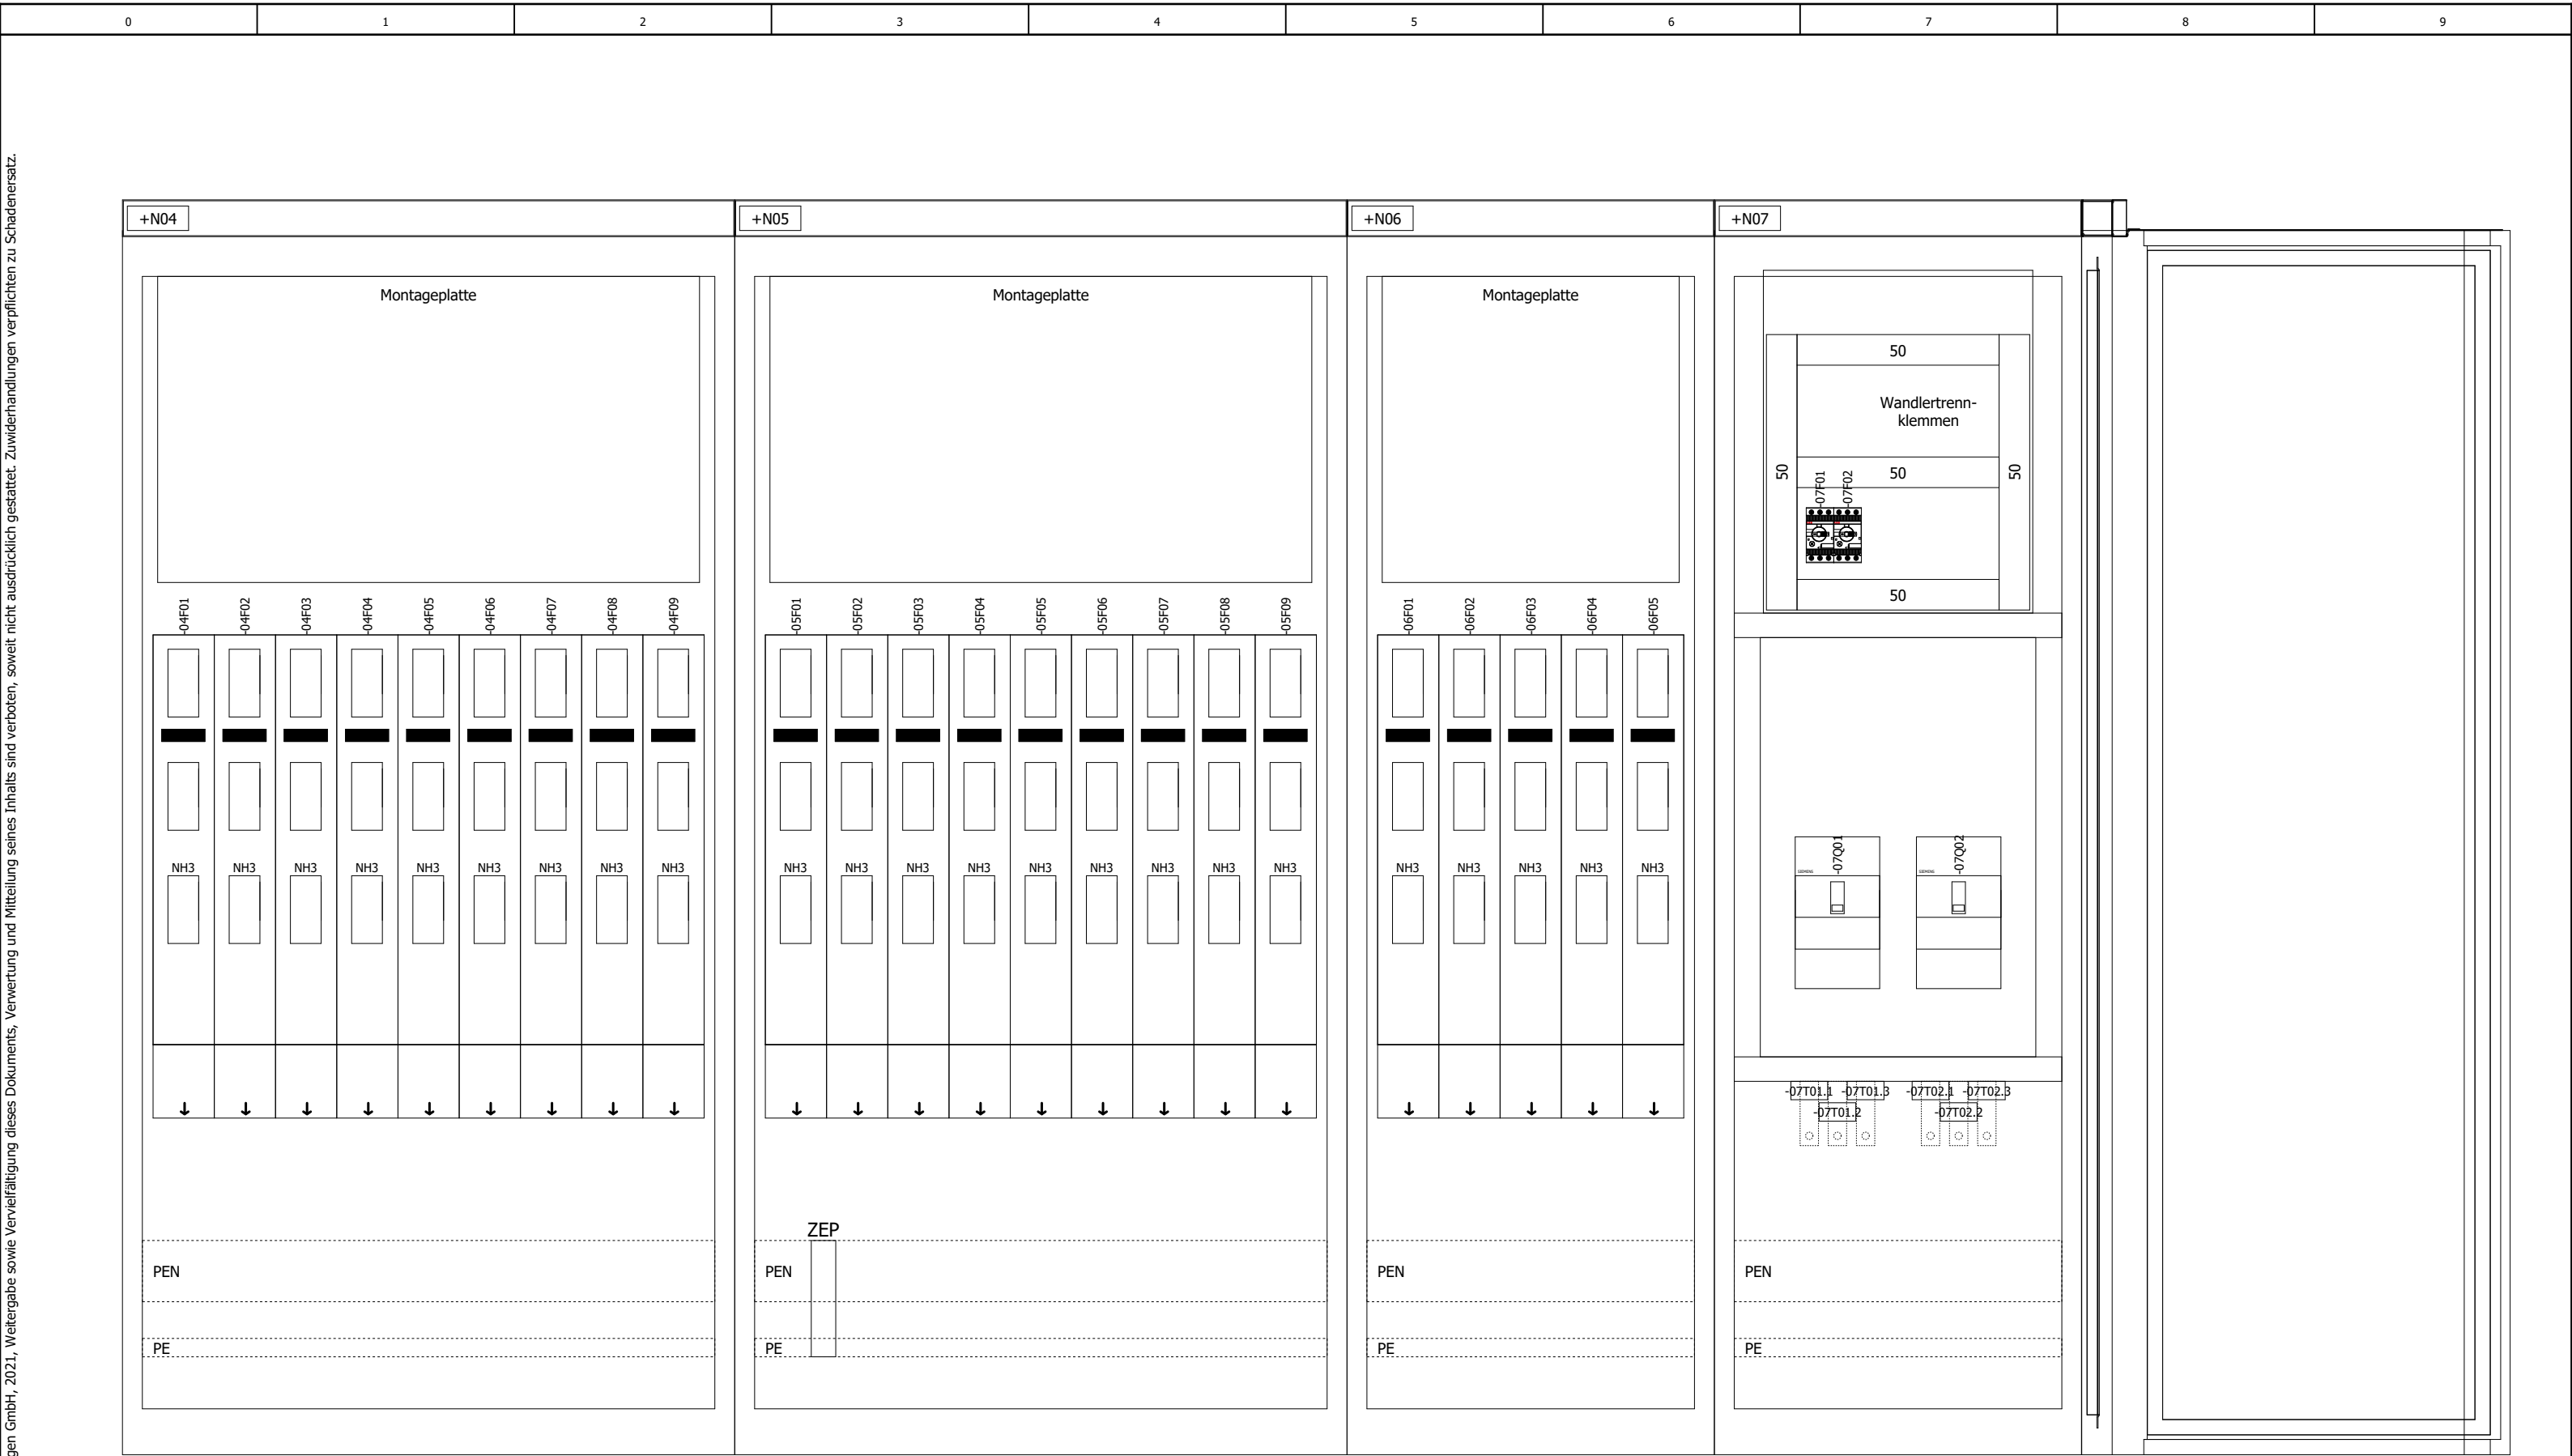 0 1 2 3 4 5 6 7 8 9
gen GmbH, 2021, Weitergabe sowie Vervielfältigung dieses Dokuments, Verwertung und Mitteilung seines Inhalts sind verboten, soweit nicht ausdrücklich gestattet. Zuwiderhandlungen verpflichten zu Schadenersatz.
+N04
Montageplatte
-04F01 -04F02 -04F03 -04F04 -04F05 -04F06 -04F07 -04F08 -04F09
NH3 NH3 NH3 NH3 NH3 NH3 NH3 NH3 NH3
PEN
PE
+N05
Montageplatte
-05F01 -05F02 -05F03 -05F04 -05F05 -05F06 -05F07 -05F08 -05F09
NH3 NH3 NH3 NH3 NH3 NH3 NH3 NH3 NH3
ZEP
PEN
PE
+N06
Montageplatte
-06F01 -06F02 -06F03 -06F04 -06F05
NH3 NH3 NH3 NH3 NH3
PEN
PE
+N07
50
Wandlertrenn-
klemmen
50 50 50
-07F01 -07F02
50
-07Q01 -07Q02
SIEMENS SIEMENS
-07T01.1 -07T01.3 -07T02.1 -07T02.3
-07T01.2 -07T02.2
PEN
PE